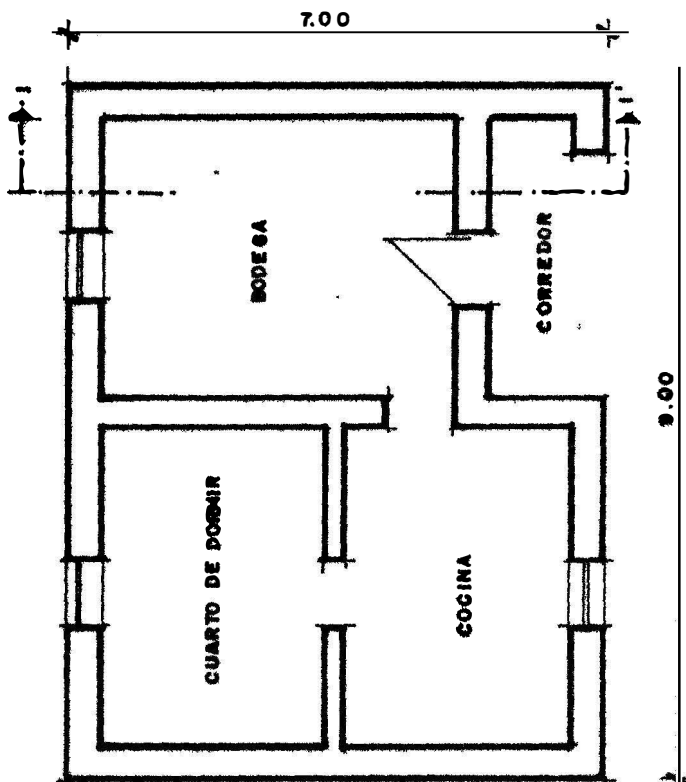 7.00
BODEGA
CORREDOR
9.00
CUARTO DE DORMIR
COCINA